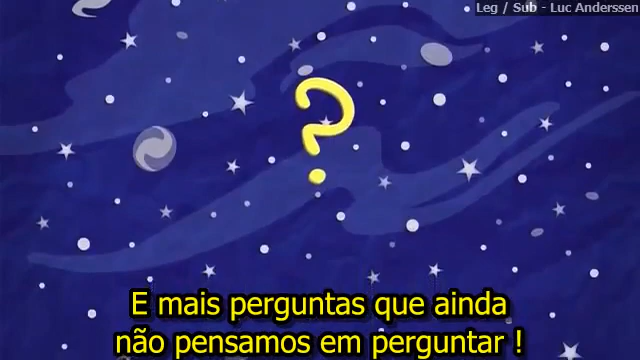 Leg / Sub - Luc Anderssen
?
E mais perguntas que ainda
não pensamos em perguntar !